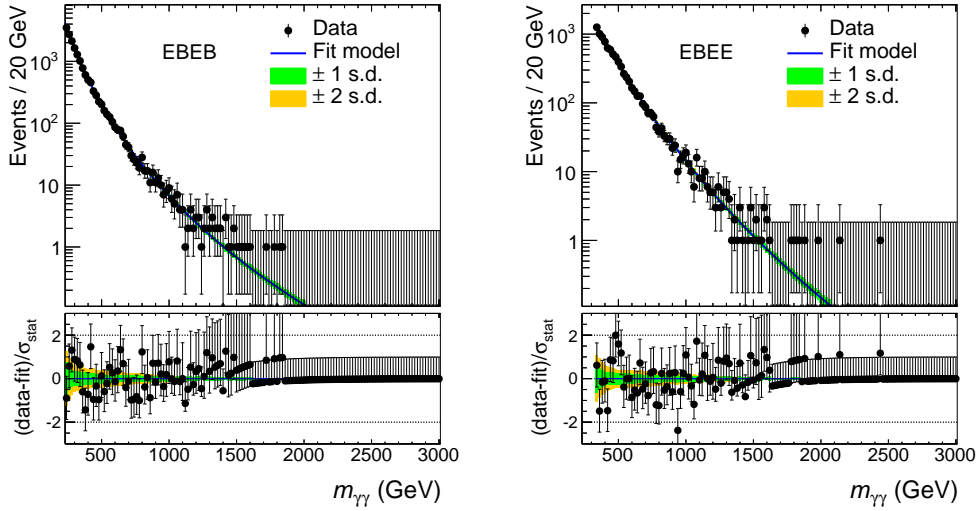 Events / 20 GeV
10³
10²
10
1
EBEB
Data
Fit model
± 1 s.d.
± 2 s.d.
(data-fit)/σstat
2
0
-2
500 1000 1500 2000 2500 3000
mγγ (GeV)
Events / 20 GeV
10³
10²
10
1
EBEE
Data
Fit model
± 1 s.d.
± 2 s.d.
(data-fit)/σstat
2
0
-2
500 1000 1500 2000 2500 3000
mγγ (GeV)